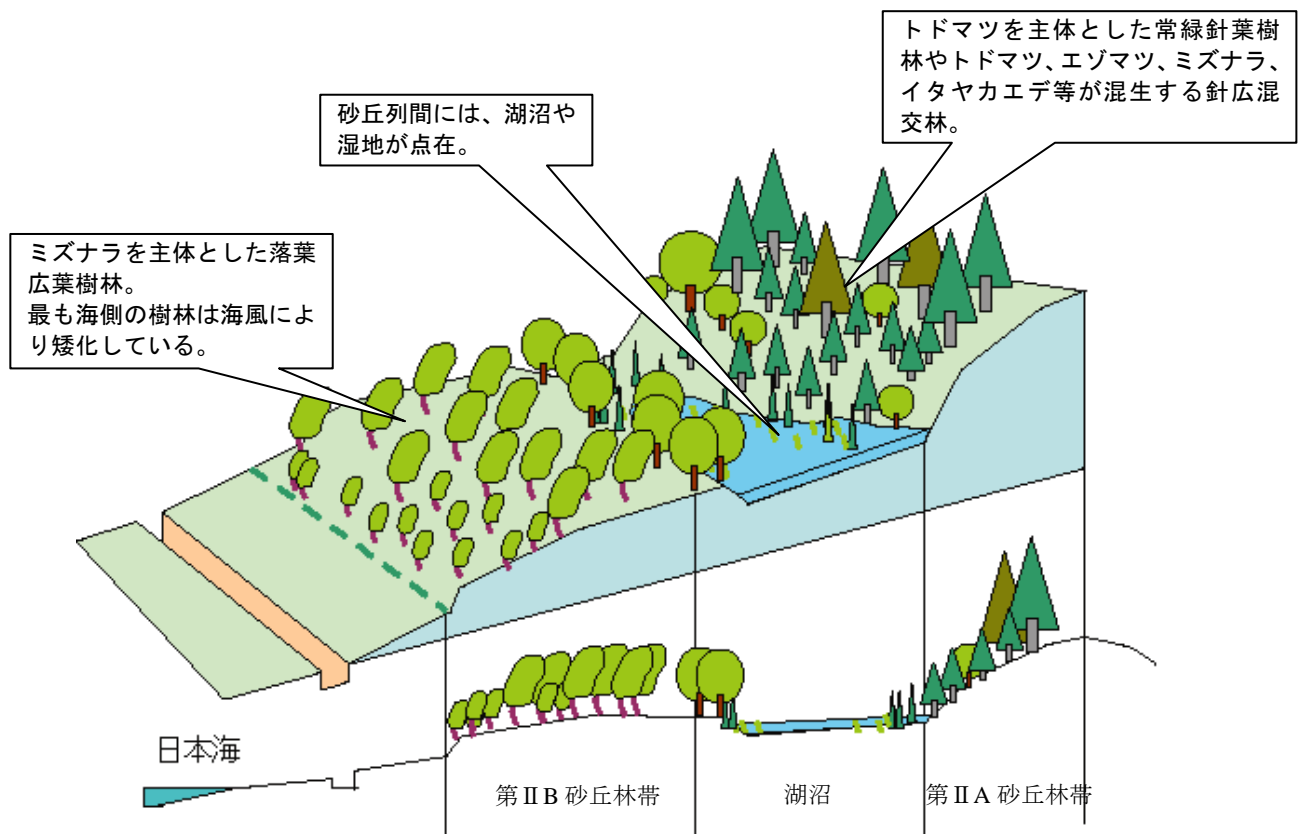 トドマツを主体とした常緑針葉樹
林やトドマツ、エゾマツ、ミズナラ、
イタヤカエデ等が混生する針広混
交林。
砂丘列間には、湖沼や
湿地が点在。
ミズナラを主体とした落葉
広葉樹林。
最も海側の樹林は海風によ
り矮化している。
日本海
第ⅡB砂丘林帯
湖沼
第ⅡA砂丘林帯